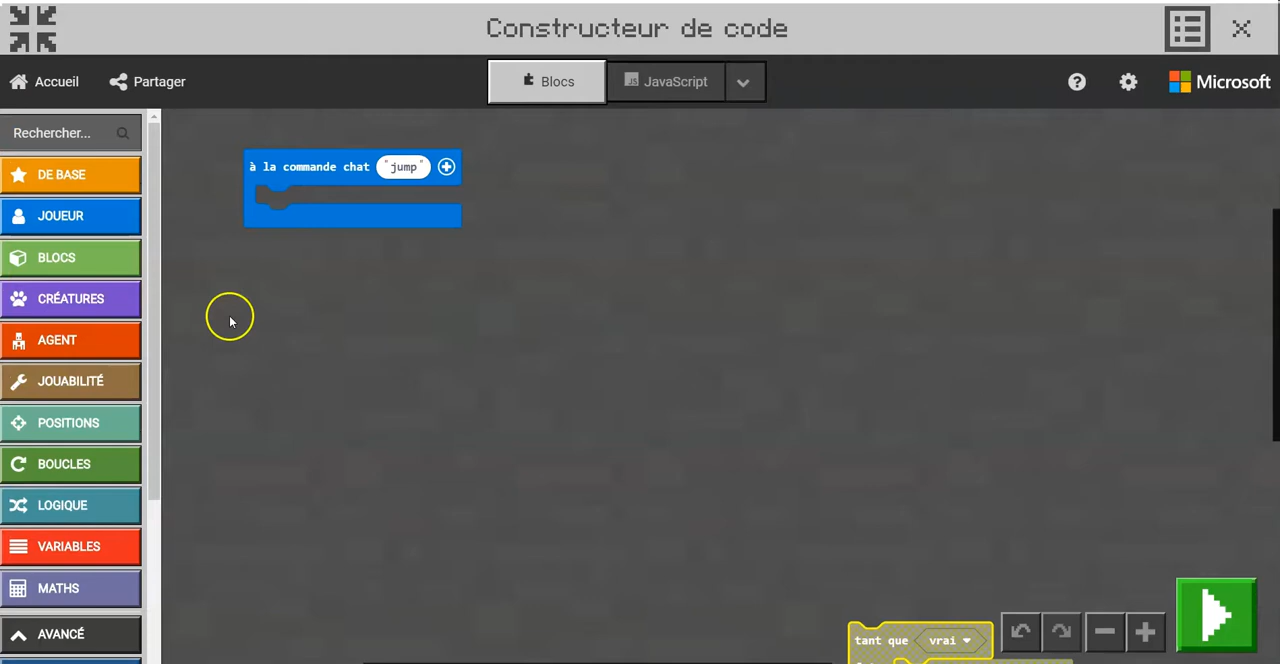 Constructeur de code
Accueil
Partager
Blocs
JS JavaScript
Microsoft
Rechercher...
DE BASE
JOUEUR
BLOCS
CRÉATURES
AGENT
JOUABILITÉ
POSITIONS
BOUCLES
LOGIQUE
VARIABLES
MATHS
AVANCÉ
à la commande chat "jump"
tant que vrai